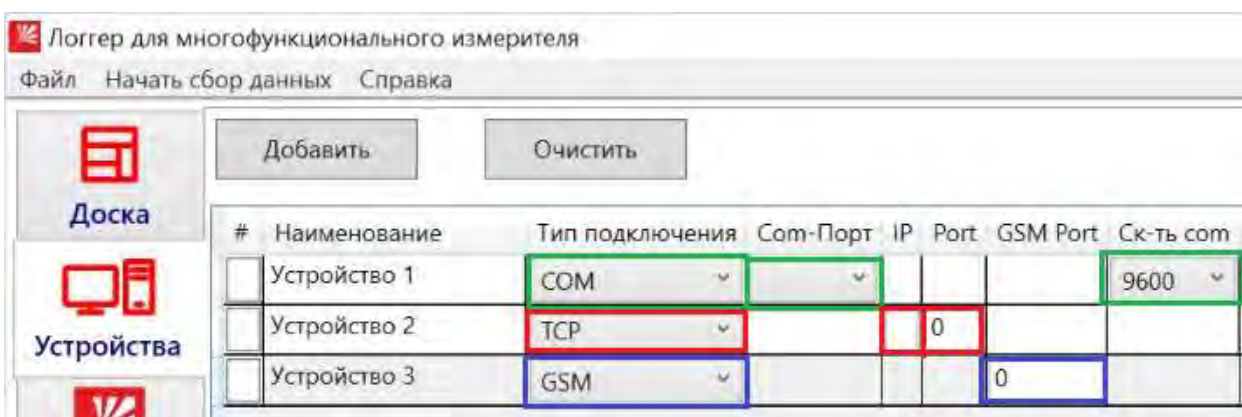 Логгер для многофункционального измерителя
Файл Начать сбор данных Справка
Добавить Очистить
Доска
# Наименование Тип подключения Com-Порт IP Port GSM Port Ск-ть com
Устройство 1 COM 9600
Устройства
Устройство 2 TCP 0
Устройство 3 GSM 0